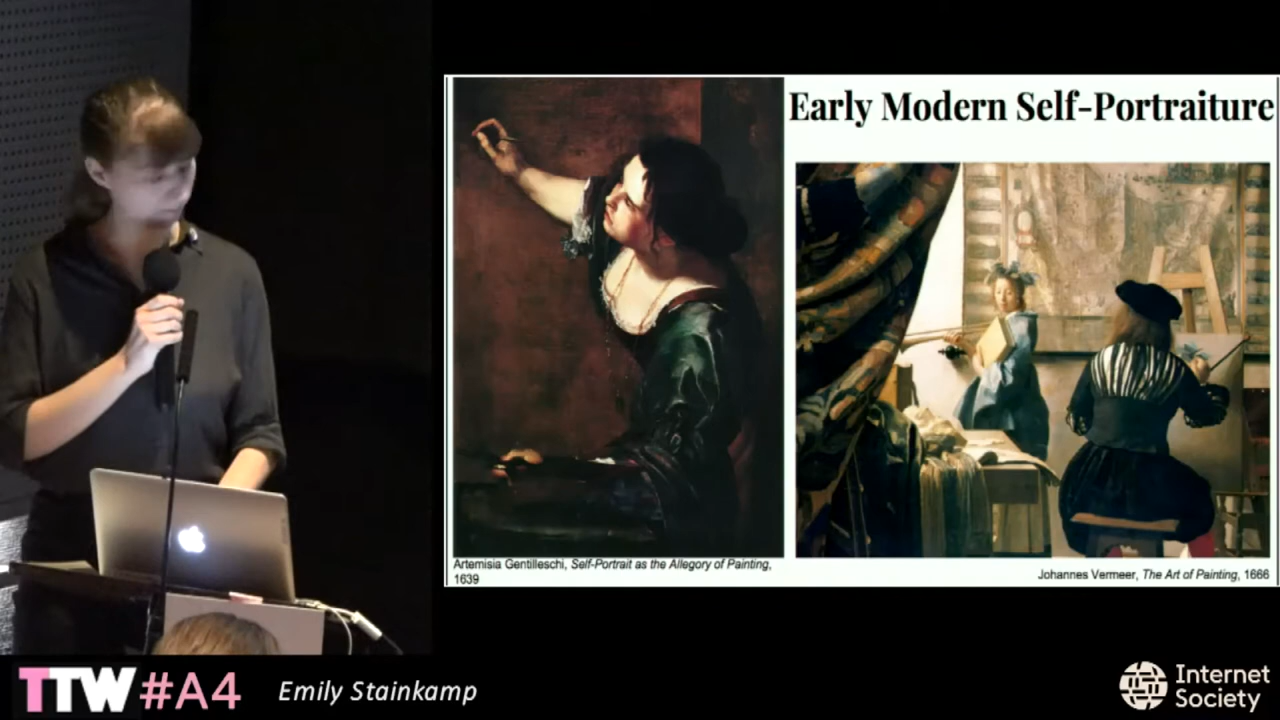 Early Modern Self-Portraiture
Artemisia Gentilleschi, Self-Portrait as the Allegory of Painting,
1639
Johannes Vermeer, The Art of Painting, 1666
TTW #A4
Emily Stainkamp
Internet
Society